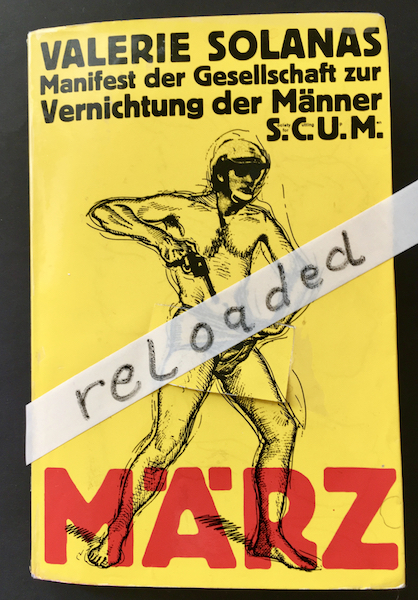 VALERIE SOLANAS
Manifest der Gesellschaft zur
Vernichtung der Männer
S.C.U.M.
reloaded
MÄRZ